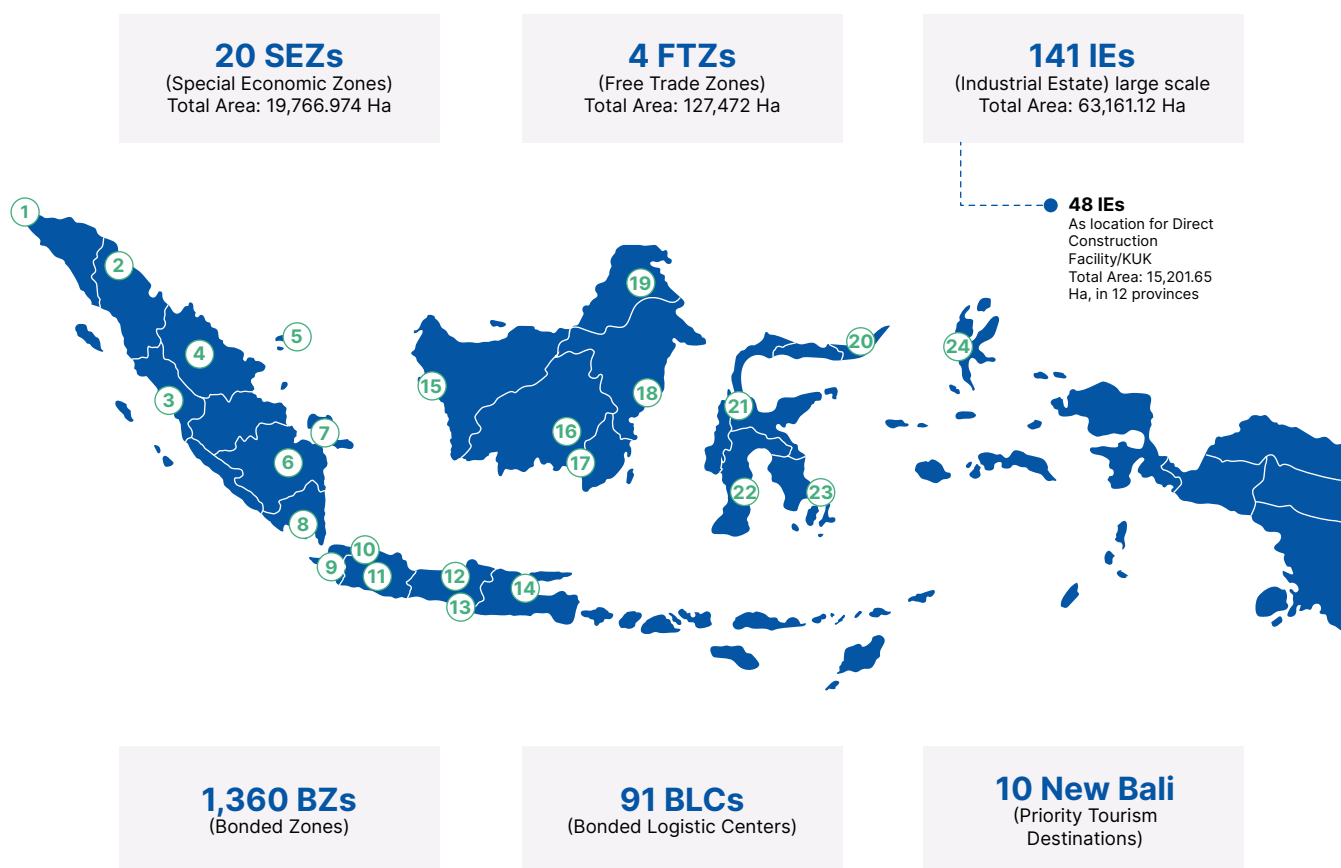 20 SEZs
(Special Economic Zones)
Total Area: 19,766.974 Ha
4 FTZs
(Free Trade Zones)
Total Area: 127,472 Ha
141 IEs
(Industrial Estate) large scale
Total Area: 63,161.12 Ha
48 IEs
As location for Direct
Construction
Facility/KUK
Total Area: 15,201.65
Ha, in 12 provinces
1
2
3
4
5
6
7
8
9
10
11
12
13
14
15
16
17
18
19
20
21
22
23
24
1,360 BZs
(Bonded Zones)
91 BLCs
(Bonded Logistic Centers)
10 New Bali
(Priority Tourism
Destinations)